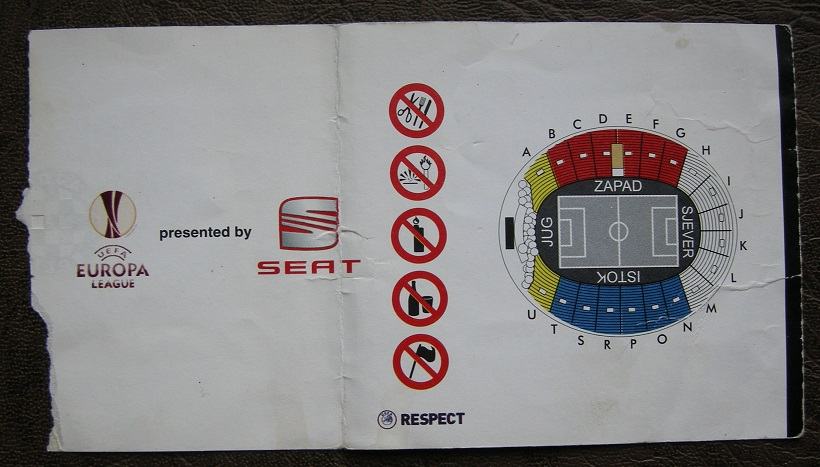 UEFA
EUROPA
LEAGUE
presented by
SEAT
RESPECT
A
B
C
D
E
F
G
H
I
J
K
L
M
N
O
P
R
S
T
U
ZAPAD
SJEVER
ISTOK
JUG